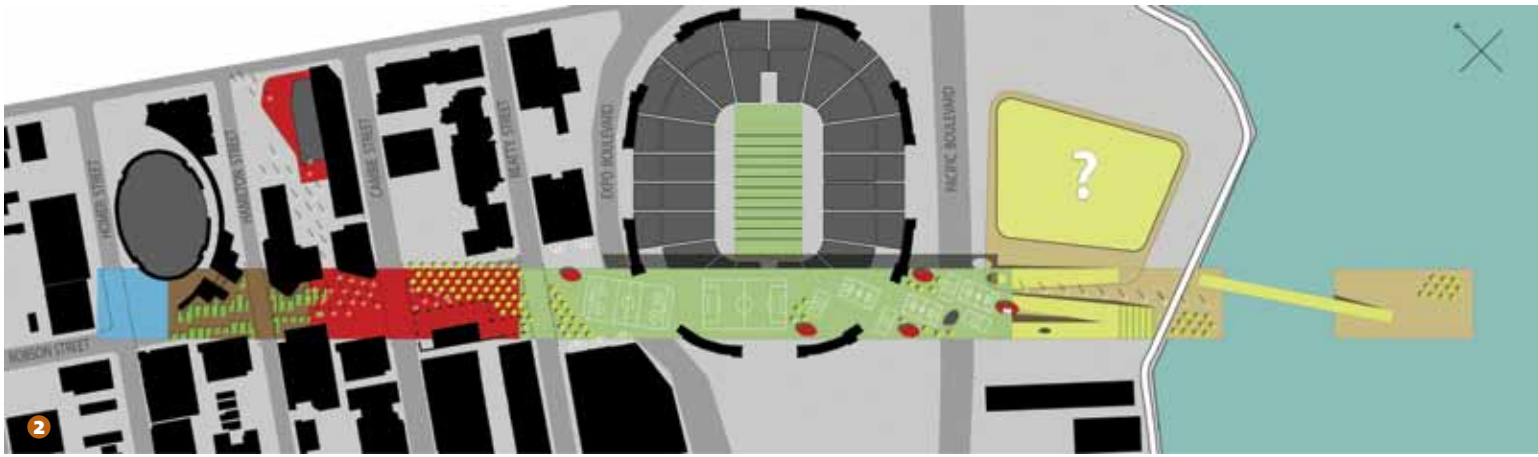 HOMER STREET
HAMILTON STREET
CAMBIE STREET
BEATTY STREET
EXPO BOULEVARD
PACIFIC BOULEVARD
?
ROBSON STREET
2